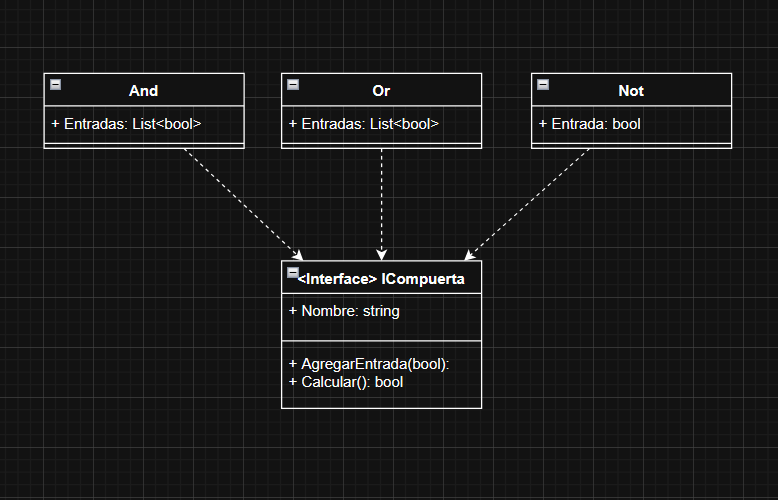 And
+ Entradas: List<bool>
Or
+ Entradas: List<bool>
Not
+ Entrada: bool
<Interface> ICompuerta
+ Nombre: string
+ AgregarEntrada(bool):
+ Calcular(): bool